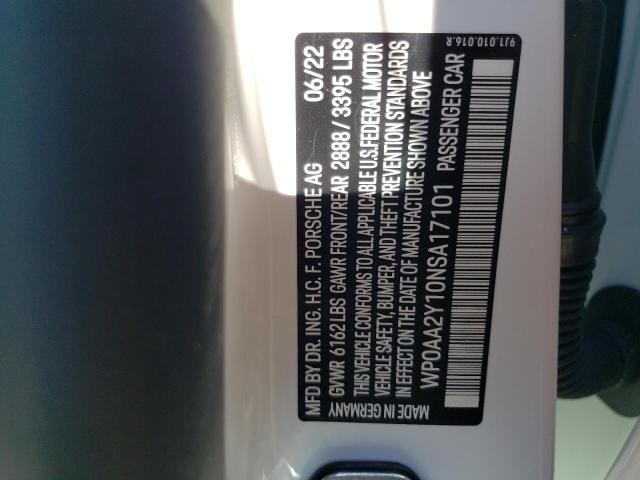 MFD BY DR. ING. H.C. F. PORSCHE AG 06/22
GVWR 6162 LBS GAWR FRONT/REAR 2888 / 3395 LBS
THIS VEHICLE CONFORMS TO ALL APPLICABLE U.S.FEDERAL MOTOR
VEHICLE SAFETY, BUMPER, AND THEFT PREVENTION STANDARDS
IN EFFECT ON THE DATE OF MANUFACTURE SHOWN ABOVE
WP0AA2Y10NSA17101 PASSENGER CAR
MADE IN GERMANY
9J1.010.016.R